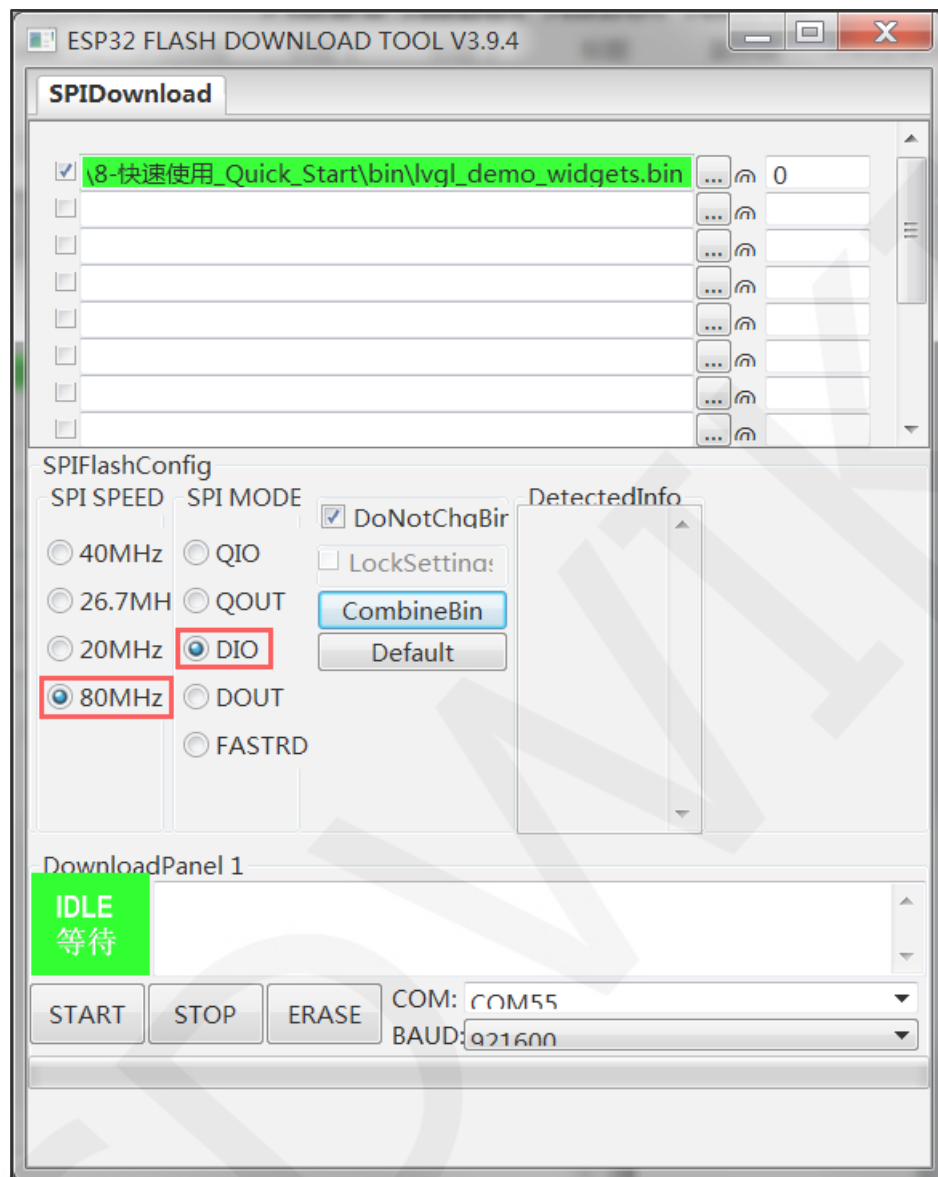 ESP32 FLASH DOWNLOAD TOOL V3.9.4
SPIDownload
\8-快速使用_Quick_Start\bin\lvgl_demo_widgets.bin ... @ 0
... @
... @
... @
... @
... @
... @
... @
SPIFlashConfig
SPI SPEED SPI MODE DetectedInfo
DoNotChgBin
40MHz QIO LockSettings
26.7MH QOUT CombineBin
20MHz DIO Default
80MHz DOUT
FASTRD
DownloadPanel 1
IDLE
等待
START STOP ERASE COM: COM55
BAUD: 921600